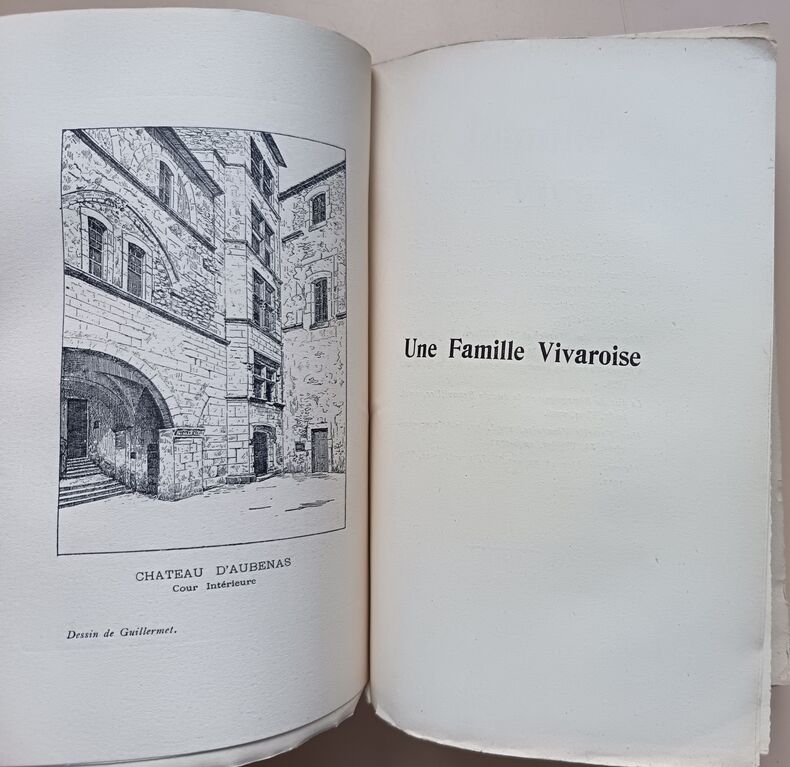 CHATEAU D'AUBENAS
Cour Intérieure
Dessin de Guillermet.
Une Famille Vivaroise